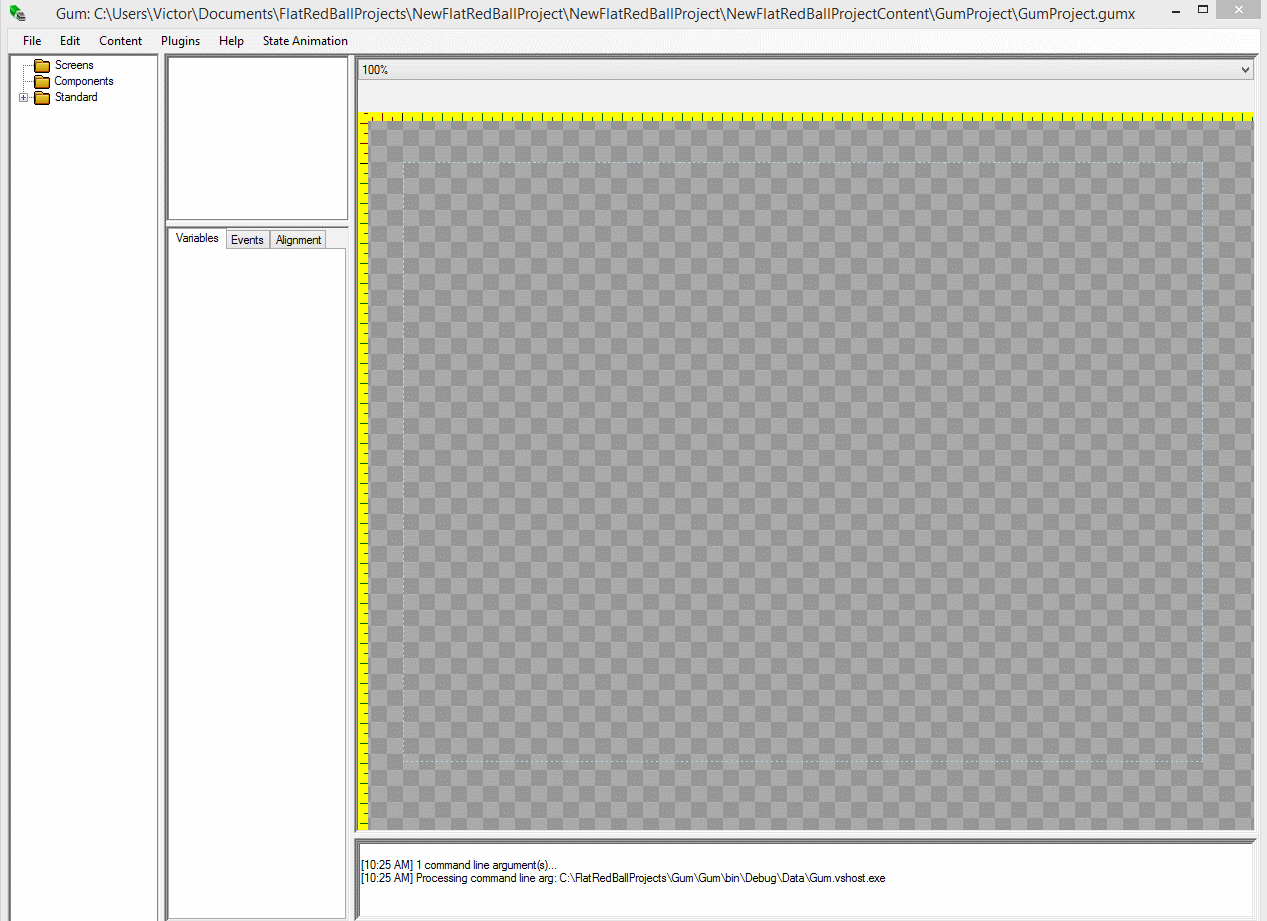 Gum: C:\Users\Victor\Documents\FlatRedBallProjects\NewFlatRedBallProject\NewFlatRedBallProject\NewFlatRedBallProjectContent\GumProject\GumProject.gumx
File Edit Content Plugins Help State Animation
Screens
Components
Standard
100%
Variables Events Alignment
[10:25 AM] 1 command line argument(s)...
[10:25 AM] Processing command line arg: C:\FlatRedBallProjects\Gum\Gum\bin\Debug\Data\Gum.vshost.exe